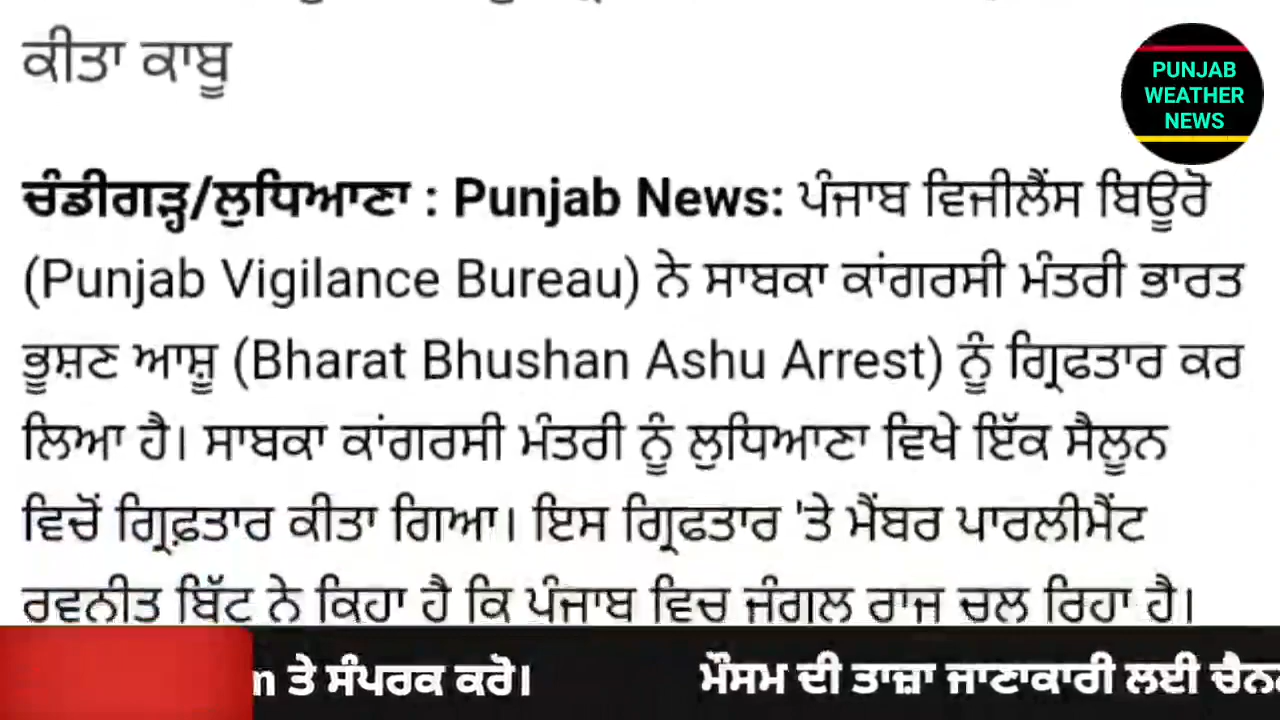 ਕੀਤਾ ਕਾਬੂ
PUNJAB
WEATHER
NEWS
ਚੰਡੀਗੜ੍ਹ/ਲੁਧਿਆਣਾ : Punjab News: ਪੰਜਾਬ ਵਿਜੀਲੈਂਸ ਬਿਊਰੋ
(Punjab Vigilance Bureau) ਨੇ ਸਾਬਕਾ ਕਾਂਗਰਸੀ ਮੰਤਰੀ ਭਾਰਤ
ਭੂਸ਼ਣ ਆਸ਼ੂ (Bharat Bhushan Ashu Arrest) ਨੂੰ ਗ੍ਰਿਫਤਾਰ ਕਰ
ਲਿਆ ਹੈ। ਸਾਬਕਾ ਕਾਂਗਰਸੀ ਮੰਤਰੀ ਨੂੰ ਲੁਧਿਆਣਾ ਵਿਖੇ ਇੱਕ ਸੈਲੂਨ
ਵਿਚੋਂ ਗ੍ਰਿਫ਼ਤਾਰ ਕੀਤਾ ਗਿਆ। ਇਸ ਗ੍ਰਿਫਤਾਰ 'ਤੇ ਮੈਂਬਰ ਪਾਰਲੀਮੈਂਟ
ਰਵਨੀਤ ਬਿੱਟ ਨੇ ਕਿਹਾ ਹੈ ਕਿ ਪੰਜਾਬ ਵਿਚ ਜੰਗਲ ਰਾਜ ਚਲ ਰਿਹਾ ਹੈ।
ਤੇ ਸੰਪਰਕ ਕਰੋ। ਮੌਸਮ ਦੀ ਤਾਜ਼ਾ ਜਾਣਾਕਾਰੀ ਲਈ